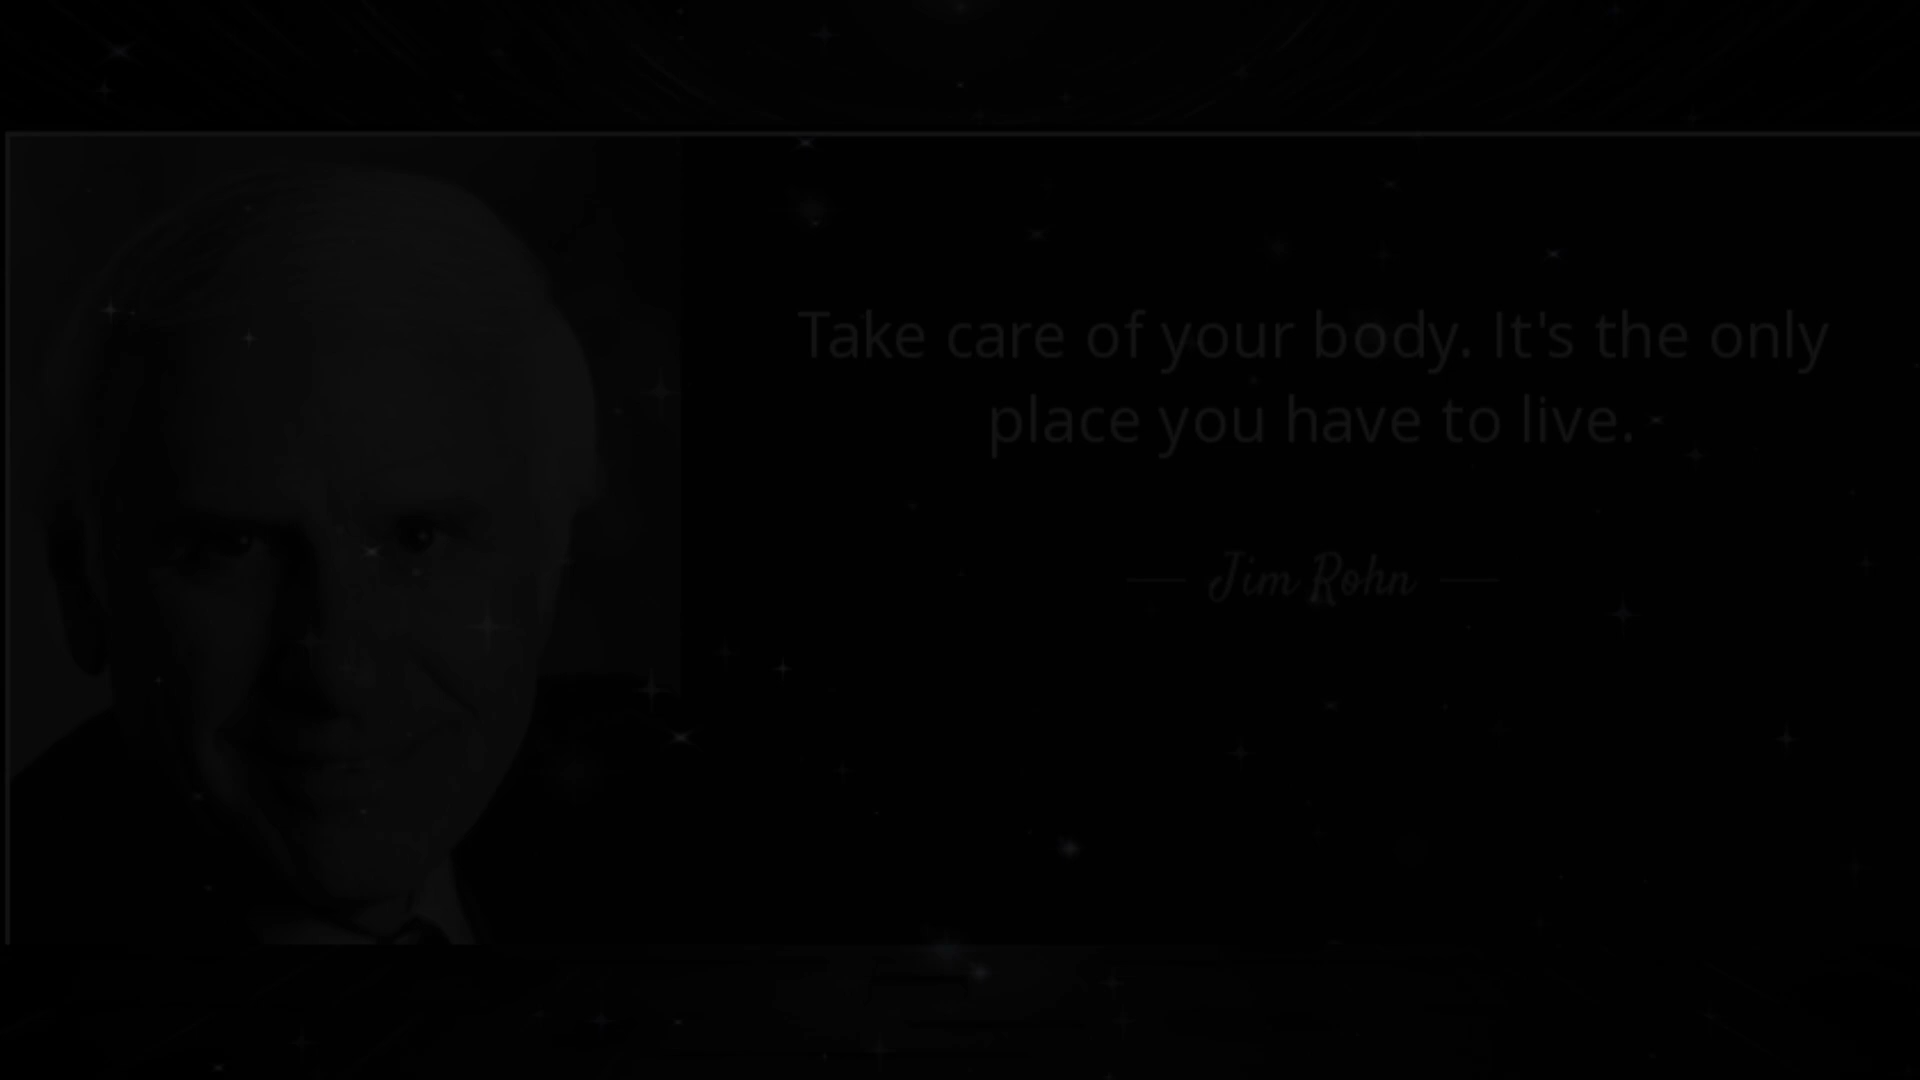 Take care of your body. It's the only
place you have to live.
Jim Rohn